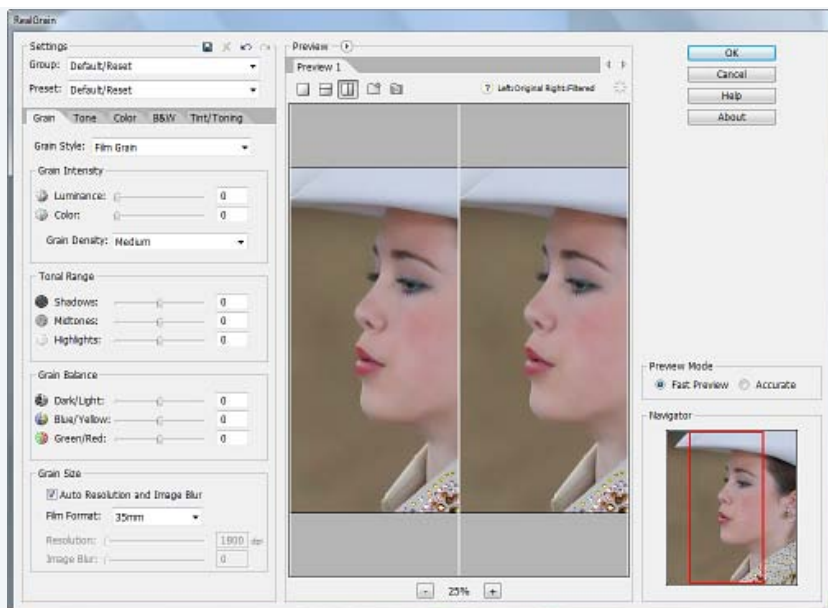 RealGrain
Settings
Group: Default/Reset
Preset: Default/Reset
Grain Tone Color B&W Tint/Toning
Grain Style: Film Grain
Grain Intensity
Luminance: 0
Color: 0
Grain Density: Medium
Tonal Range
Shadows: 0
Midtones: 0
Highlights: 0
Grain Balance
Dark/Light: 0
Blue/Yellow: 0
Green/Red: 0
Grain Size
Auto Resolution and Image Blur
Film Format: 35mm
Resolution: 1900 dpi
Image Blur: 0
Preview
Preview 1
? Left:Original Right:Filtered
- 25% +
OK
Cancel
Help
About
Preview Mode
Fast Preview Accurate
Navigator